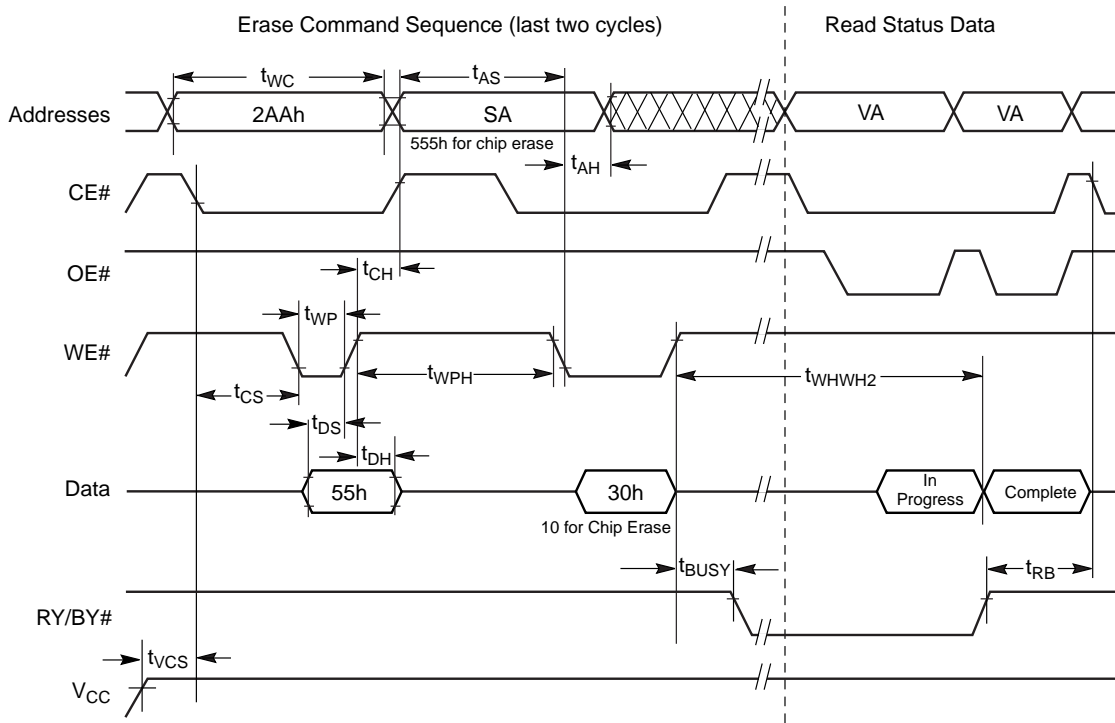 Erase Command Sequence (last two cycles)
Read Status Data
tWC
tAS
Addresses
2AAh
SA
VA
VA
555h for chip erase
tAH
CE#
OE#
tCH
tWP
WE#
tWPH
tWHWH2
tCS
tDS
tDH
Data
55h
30h
In
Progress
Complete
10 for Chip Erase
tBUSY
tRB
RY/BY#
tVCS
VCC